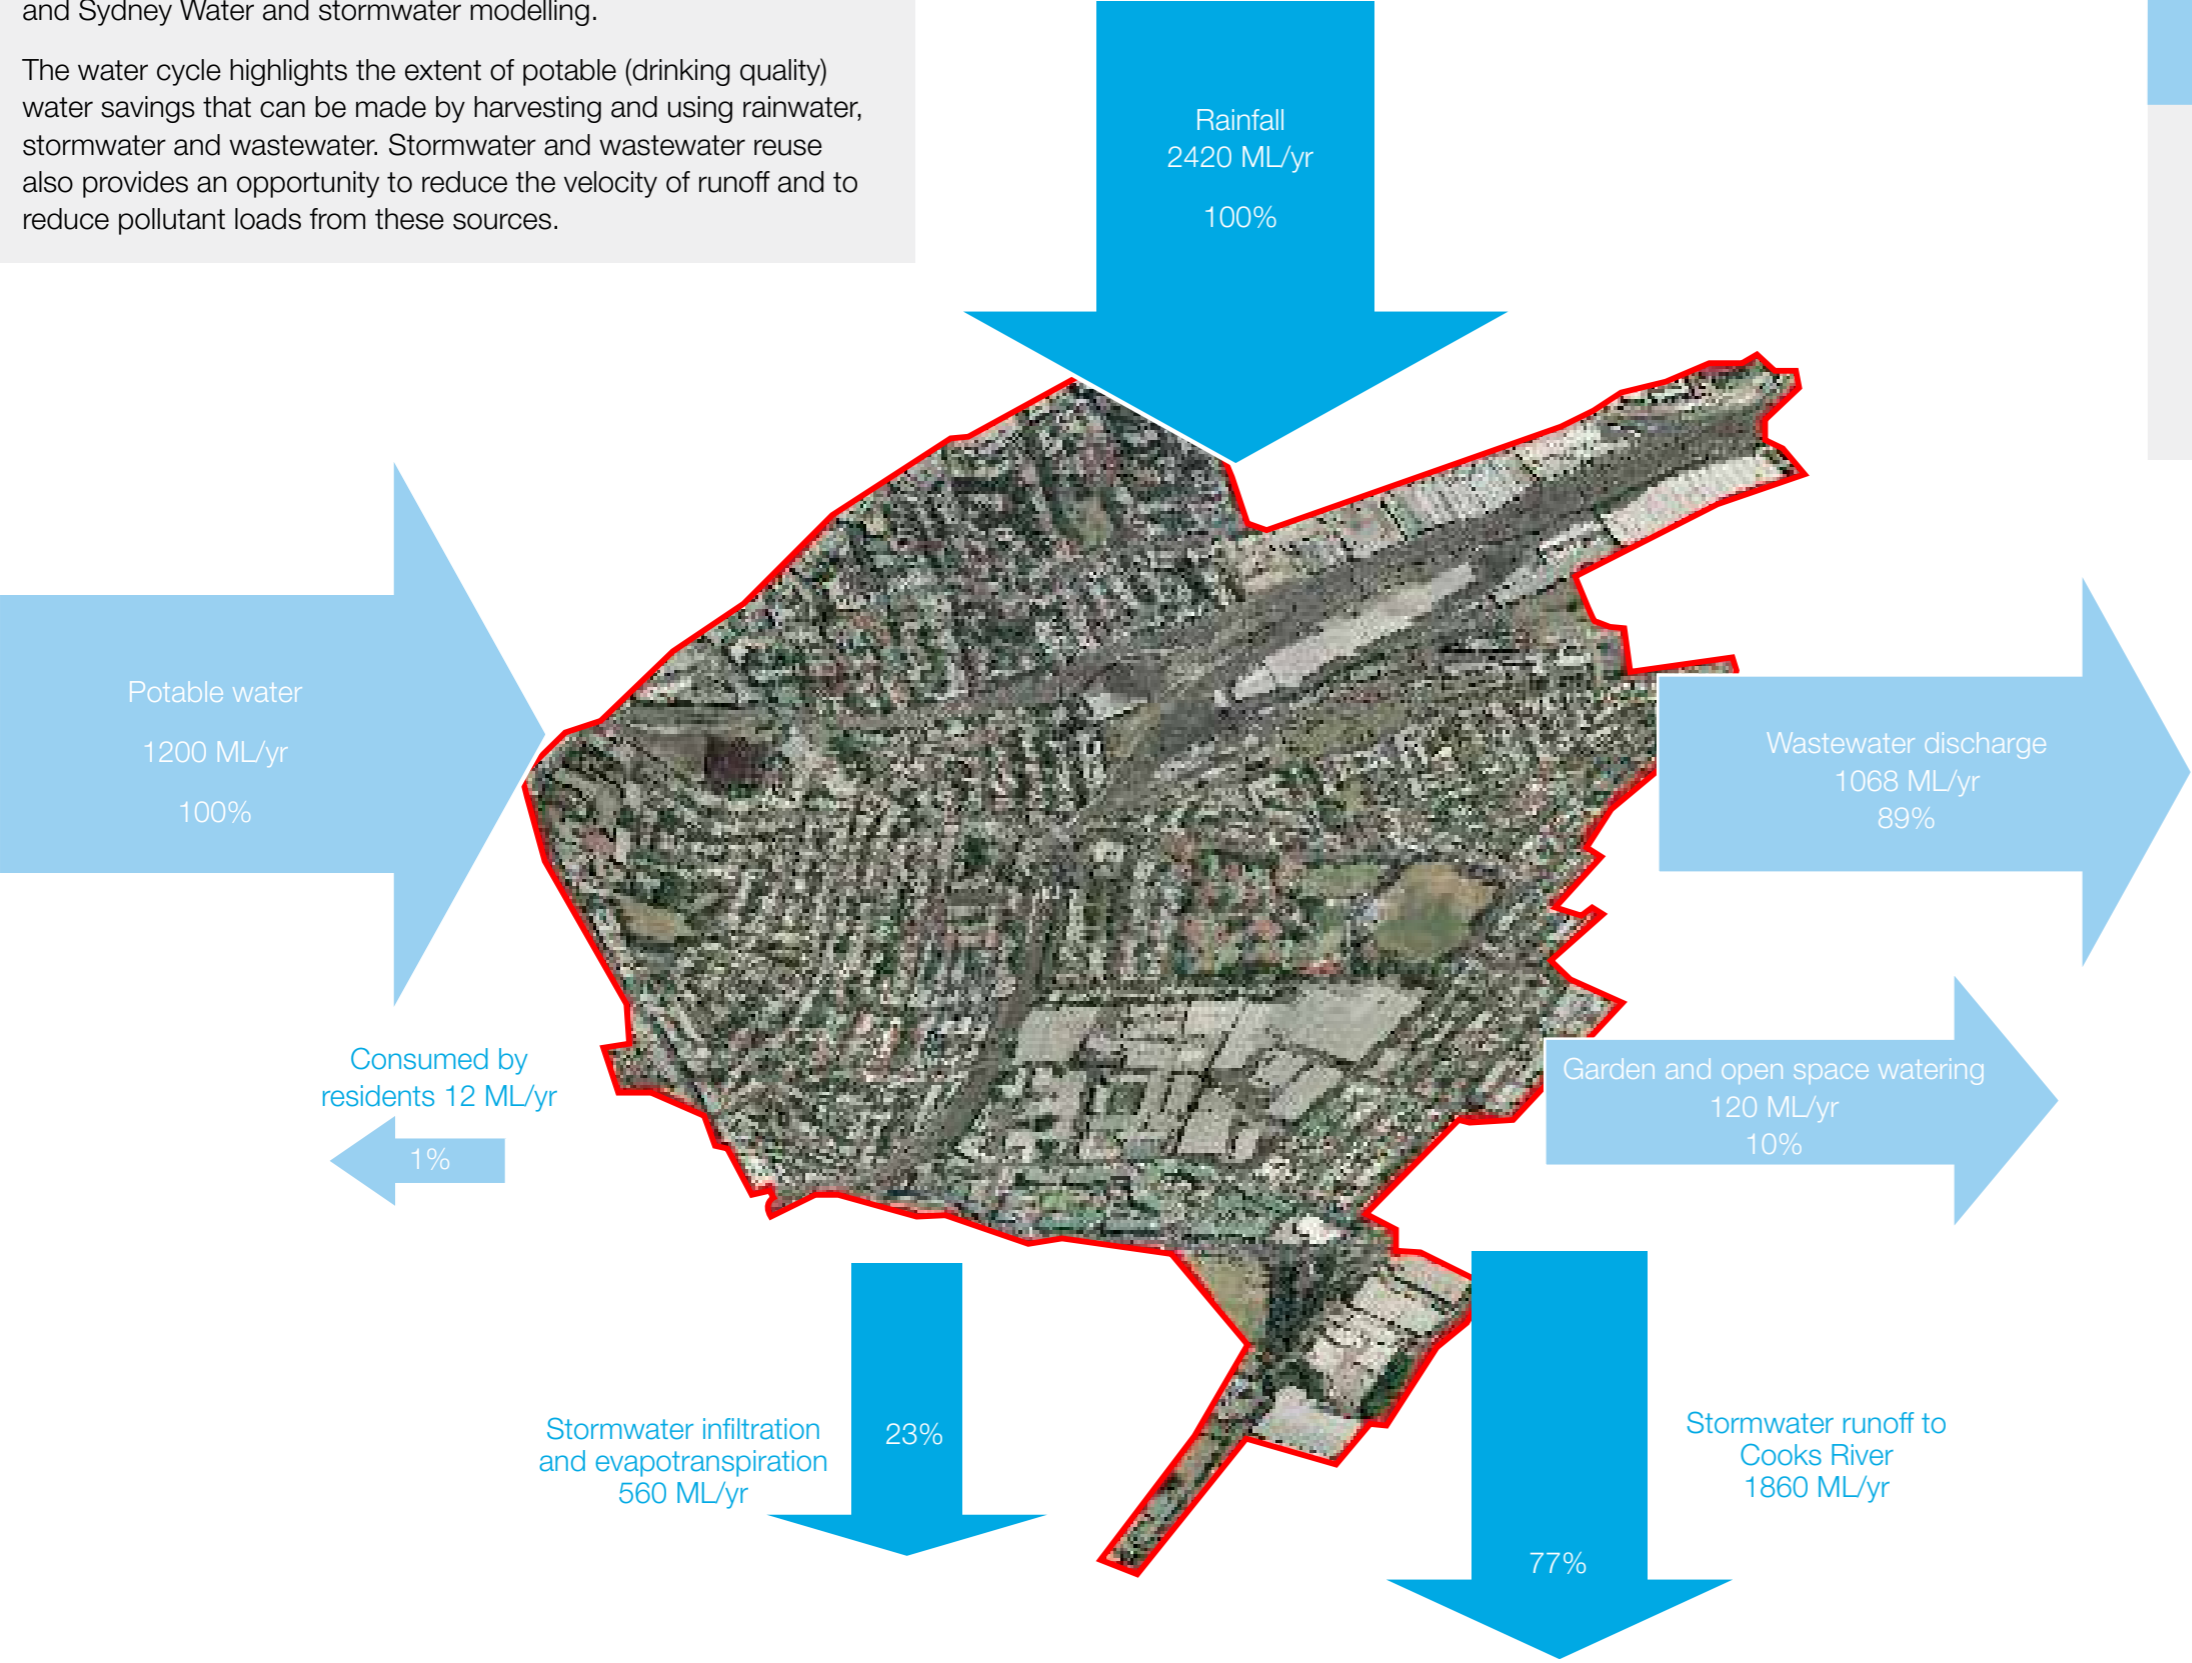 and Sydney Water and stormwater modelling.
The water cycle highlights the extent of potable (drinking quality)
water savings that can be made by harvesting and using rainwater,
stormwater and wastewater. Stormwater and wastewater reuse
also provides an opportunity to reduce the velocity of runoff and to
reduce pollutant loads from these sources.
Rainfall
2420 ML/yr
100%
Potable water
1200 ML/yr
100%
Wastewater discharge
1068 ML/yr
89%
Consumed by
residents 12 ML/yr
1%
Garden and open space watering
120 ML/yr
10%
Stormwater infiltration
and evapotranspiration
560 ML/yr
23%
Stormwater runoff to
Cooks River
1860 ML/yr
77%